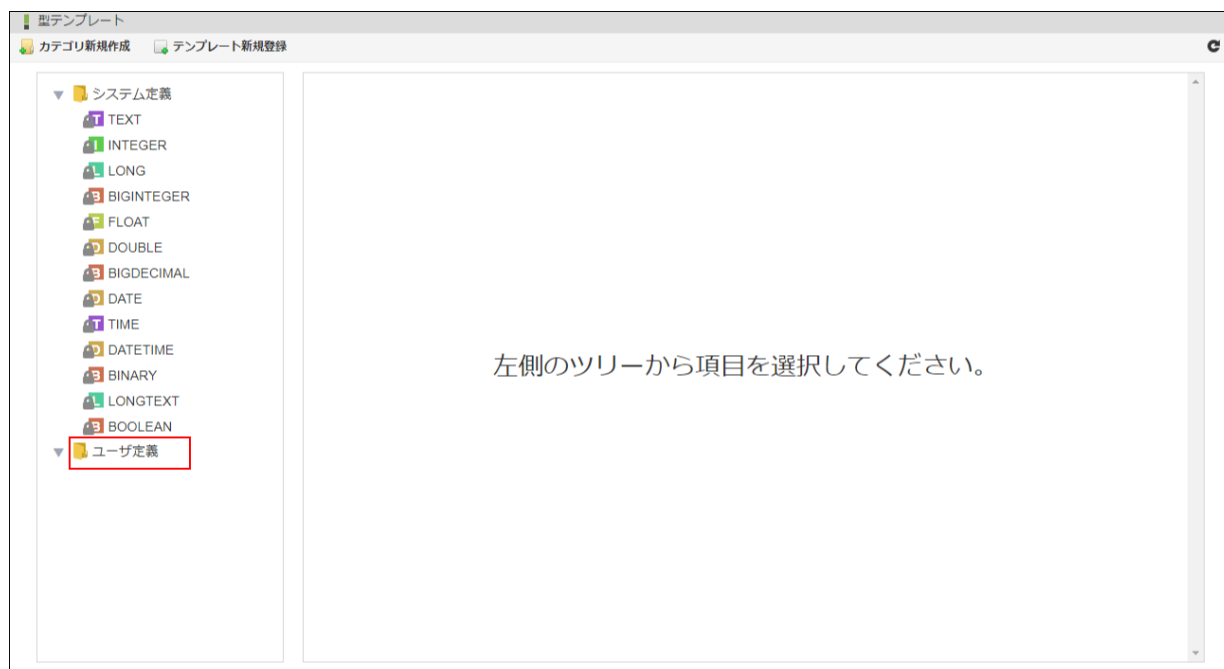 型テンプレート
カテゴリ新規作成 テンプレート新規登録
システム定義
TEXT
INTEGER
LONG
BIGINTEGER
FLOAT
DOUBLE
BIGDECIMAL
DATE
TIME
DATETIME
BINARY
LONGTEXT
BOOLEAN
ユーザ定義
左側のツリーから項目を選択してください。